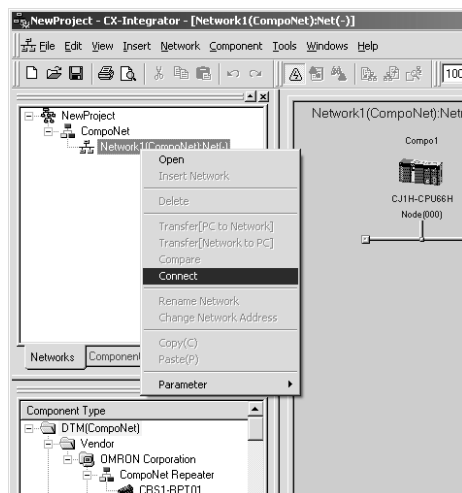 NewProject - CX-Integrator - [Network1(CompoNet):Net(-)]
File Edit View Insert Network Component Tools Windows Help
100
NewProject
CompoNet
Network1(CompoNet):Net(-)
Network1(CompoNet):Net
Compo1
CJ1H-CPU66H
Node(000)
Open
Insert Network
Delete
Transfer[PC to Network]
Transfer[Network to PC]
Compare
Connect
Rename Network
Change Network Address
Copy(C)
Paste(P)
Parameter
Networks
Component
Component Type
DTM(CompoNet)
Vendor
OMRON Corporation
CompoNet Repeater
CRS1-RPT01